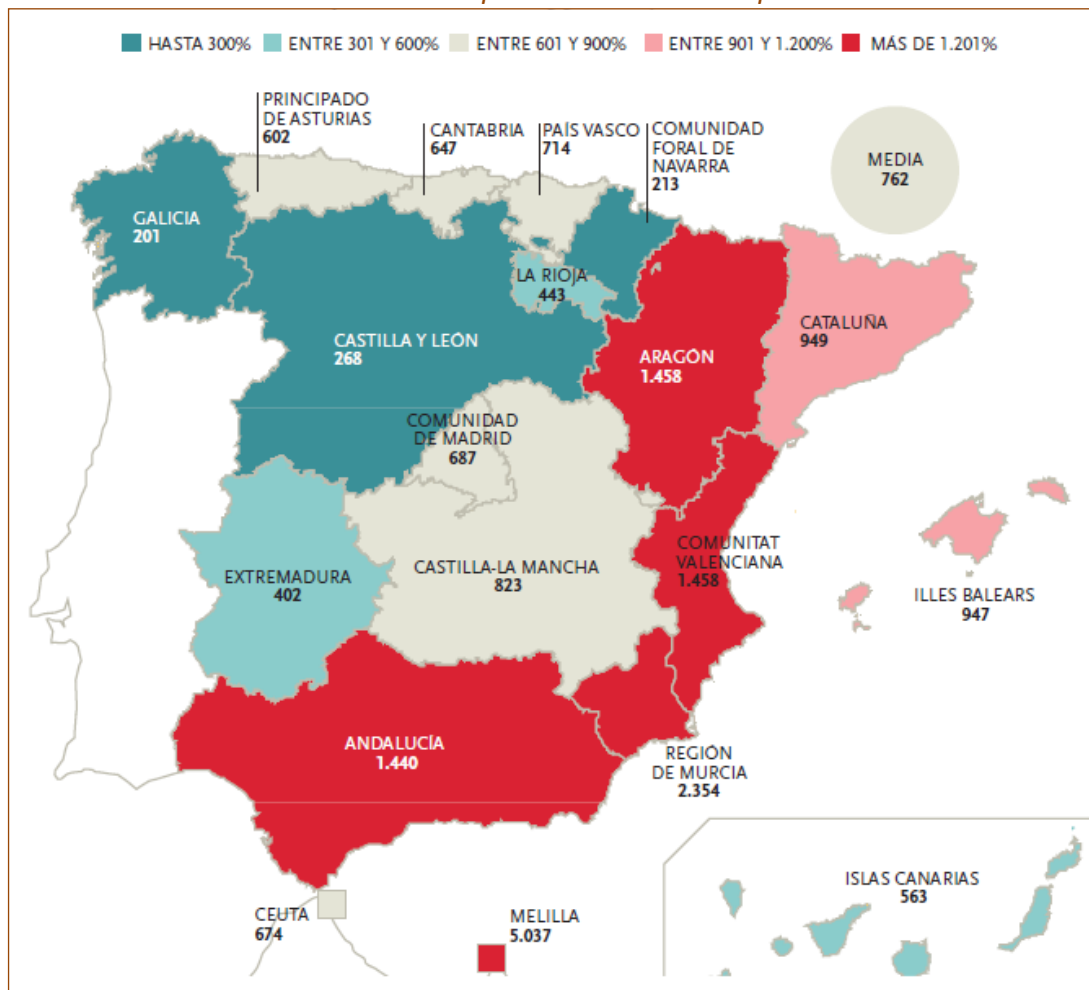 HASTA 300%
ENTRE 301 Y 600%
ENTRE 601 Y 900%
ENTRE 901 Y 1.200%
MÁS DE 1.201%
PRINCIPADO
DE ASTURIAS
602
CANTABRIA
647
PAÍS VASCO
714
COMUNIDAD
FORAL DE
NAVARRA
213
MEDIA
762
GALICIA
201
LA RIOJA
443
CASTILLA Y LEÓN
268
ARAGÓN
1.458
CATALUÑA
949
COMUNIDAD
DE MADRID
687
EXTREMADURA
402
CASTILLA-LA MANCHA
823
COMUNITAT
VALENCIANA
1.458
ILLES BALEARS
947
ANDALUCÍA
1.440
REGIÓN
DE MURCIA
2.354
ISLAS CANARIAS
563
CEUTA
674
MELILLA
5.037